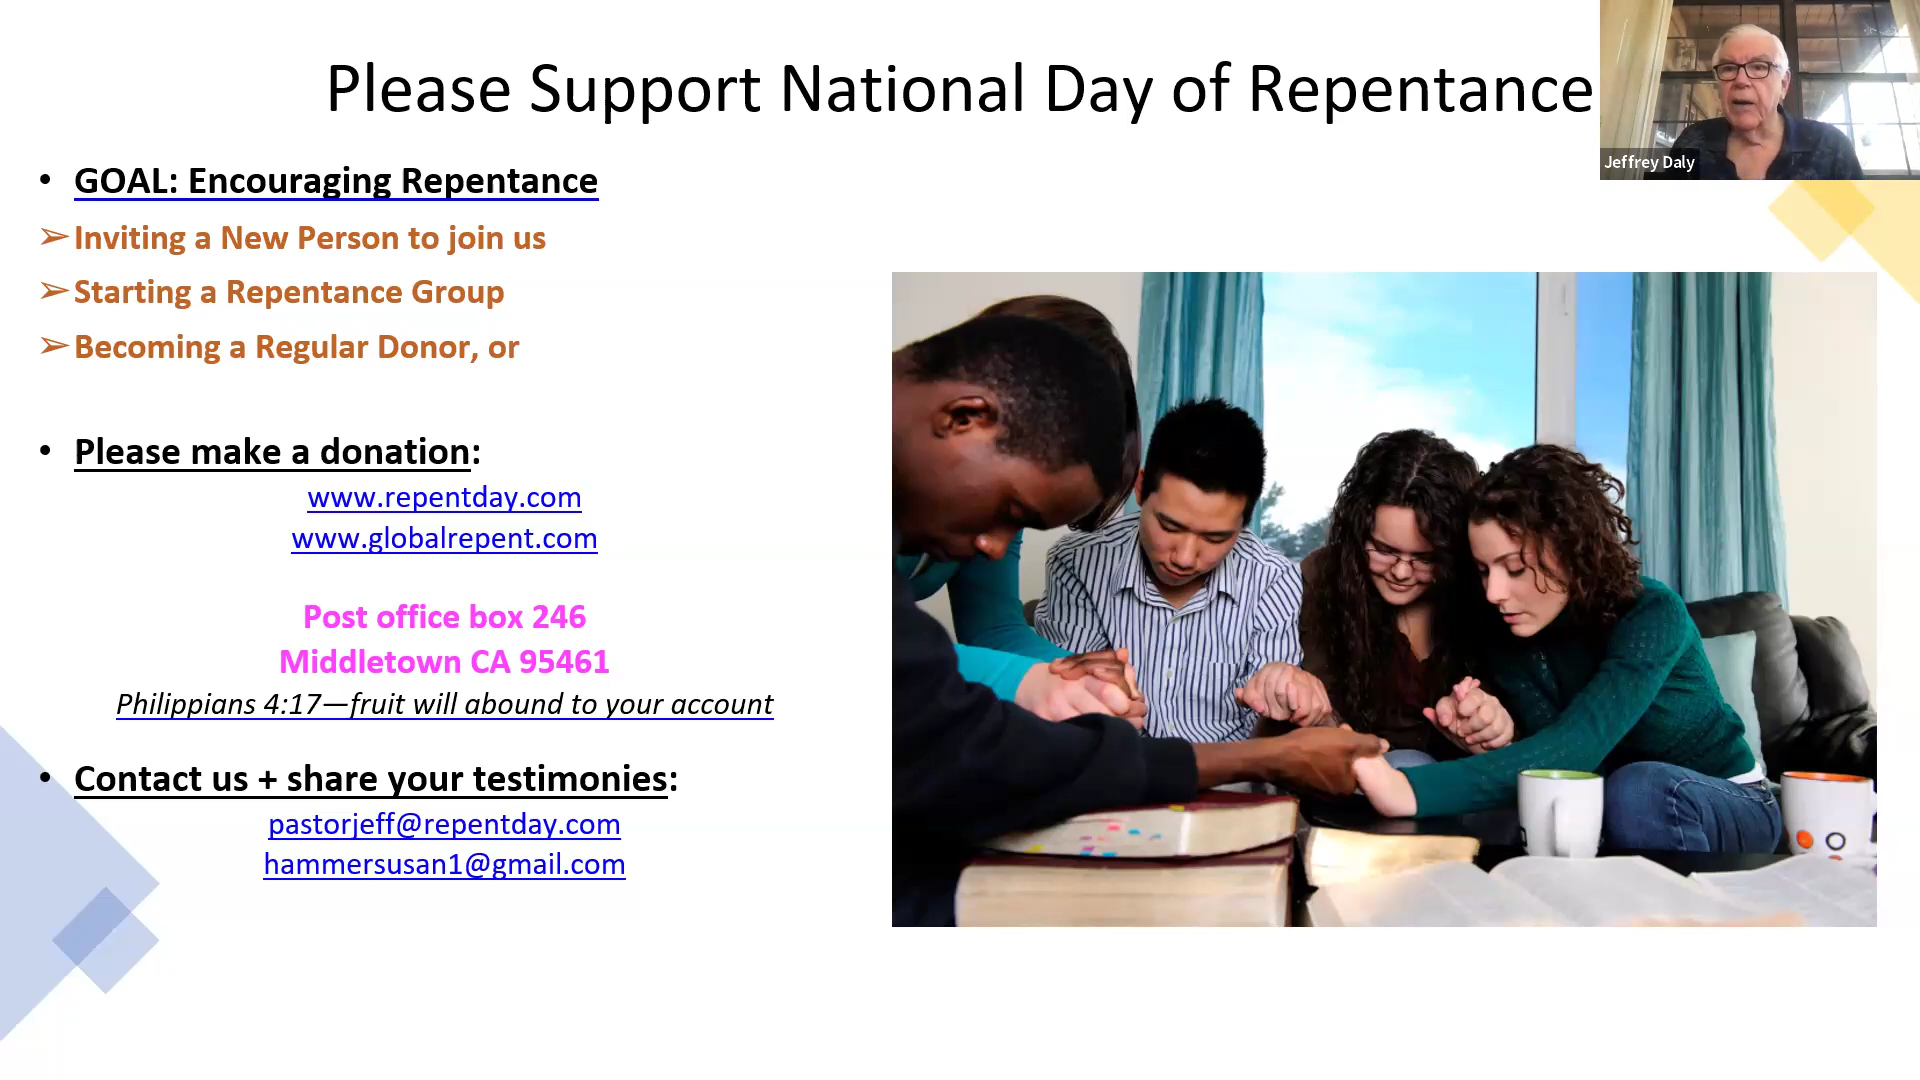 Please Support National Day of Repentance
Jeffrey Daly
• GOAL: Encouraging Repentance
➢ Inviting a New Person to join us
➢ Starting a Repentance Group
➢ Becoming a Regular Donor, or
• Please make a donation:
www.repentday.com
www.globalrepent.com
Post office box 246
Middletown CA 95461
Philippians 4:17—fruit will abound to your account
• Contact us + share your testimonies:
pastorjeff@repentday.com
hammersusan1@gmail.com